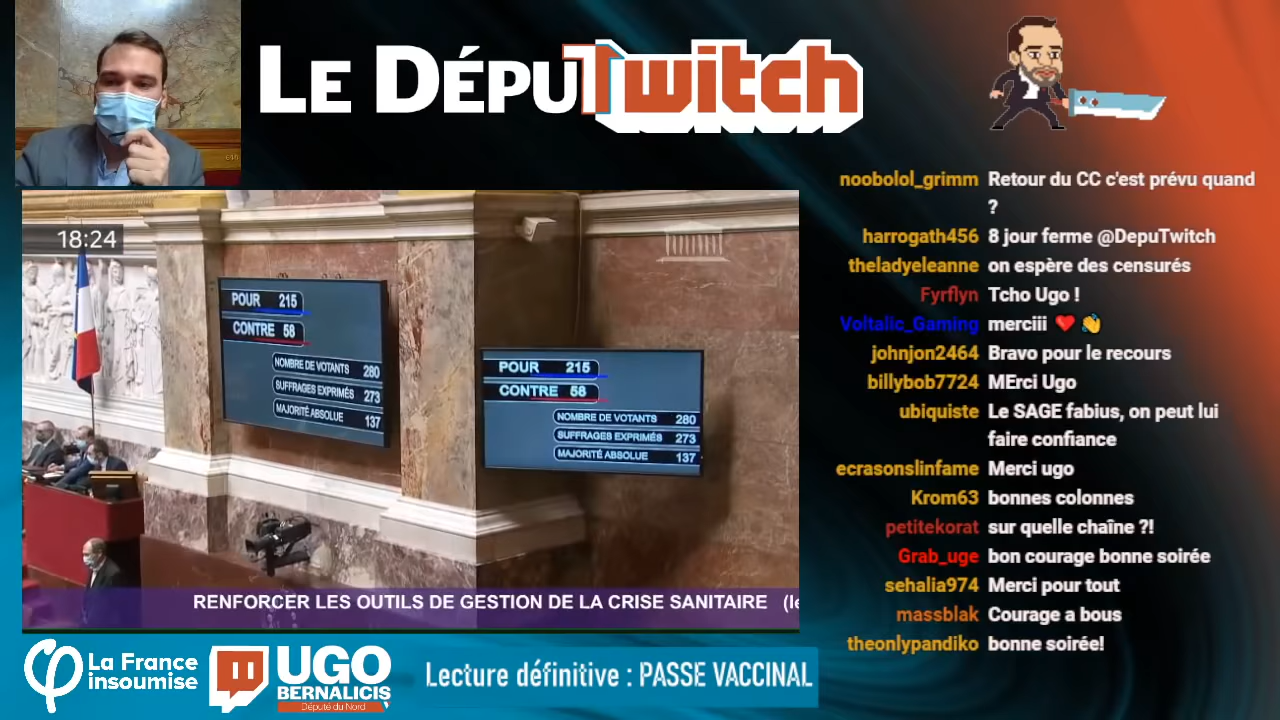 LE DÉPUTwitch
18:24
POUR 215
CONTRE 58
NOMBRE DE VOTANTS 280
SUFFRAGES EXPRIMÉS 273
MAJORITÉ ABSOLUE 137
POUR 215
CONTRE 58
NOMBRE DE VOTANTS 280
SUFFRAGES EXPRIMÉS 273
MAJORITÉ ABSOLUE 137
RENFORCER LES OUTILS DE GESTION DE LA CRISE SANITAIRE (le
La France
insoumise
UGO
BERNALICIS
Député du Nord
Lecture définitive : PASSE VACCINAL
noobolol_grimm Retour du CC c'est prévu quand
?
harrogath456 8 jour ferme @DepuTwitch
theladyeleanne on espère des censurés
Fyrflyn Tcho Ugo !
Voltalic_Gaming merciii ❤️ 👏
johnjon2464 Bravo pour le recours
billybob7724 MErci Ugo
ubiquiste Le SAGE fabius, on peut lui
faire confiance
ecrasonslinfame Merci ugo
Krom63 bonnes colonnes
petitekorat sur quelle chaîne ?!
Grab_uge bon courage bonne soirée
sehalia974 Merci pour tout
massblak Courage a bous
theonlypandiko bonne soirée!